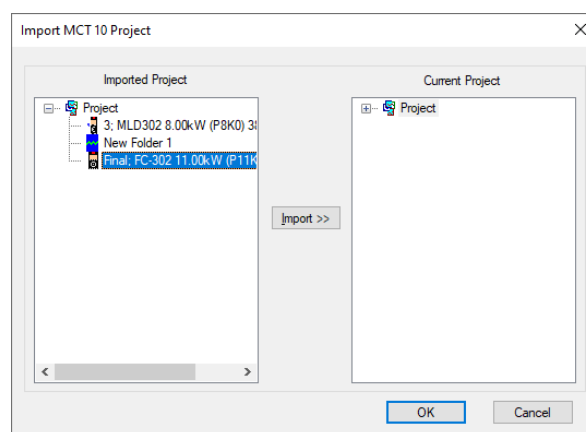 Import MCT 10 Project
Imported Project
Current Project
Project
3; MLD302 8.00kW (P8K0)
New Folder 1
Final; FC-302 11.00kW (P11K
Project
Import >>
OK
Cancel